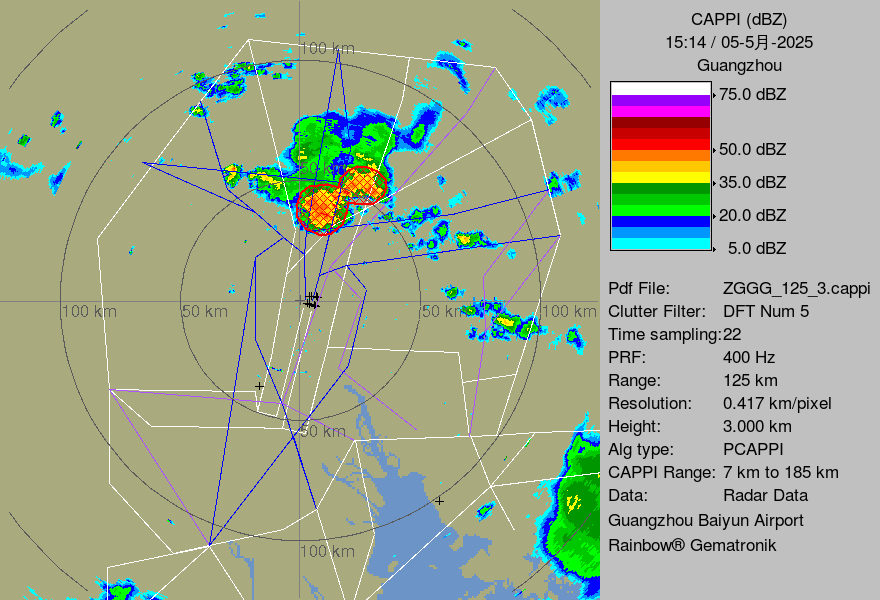 100 km
100 km
50 km
50 km
100 km
50 km
100 km
CAPPI (dBZ)
15:14 / 05-5月-2025
Guangzhou
75.0 dBZ
50.0 dBZ
35.0 dBZ
20.0 dBZ
5.0 dBZ
Pdf File: ZGGG_125_3.cappi
Clutter Filter: DFT Num 5
Time sampling:22
PRF: 400 Hz
Range: 125 km
Resolution: 0.417 km/pixel
Height: 3.000 km
Alg type: PCAPPI
CAPPI Range: 7 km to 185 km
Data: Radar Data
Guangzhou Baiyun Airport
Rainbow® Gematronik